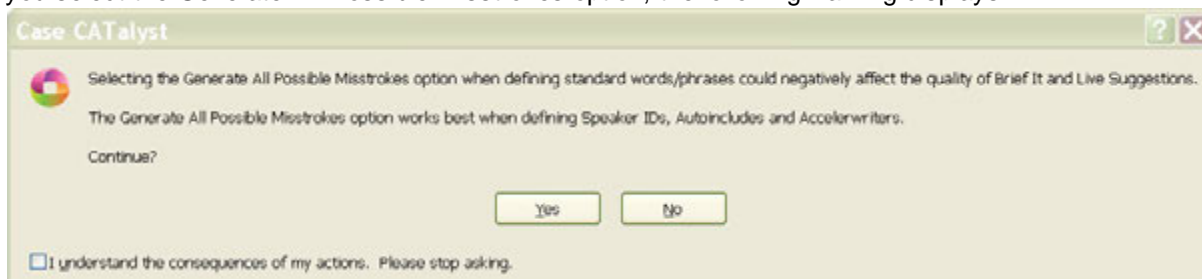 Case CATalyst
Selecting the Generate All Possible Misstrokes option when defining standard words/phrases could negatively affect the quality of Brief It and Live Suggestions.
The Generate All Possible Misstrokes option works best when defining Speaker IDs, Autoincludes and Accelerwriters.
Continue?
Yes No
I understand the consequences of my actions. Please stop asking.